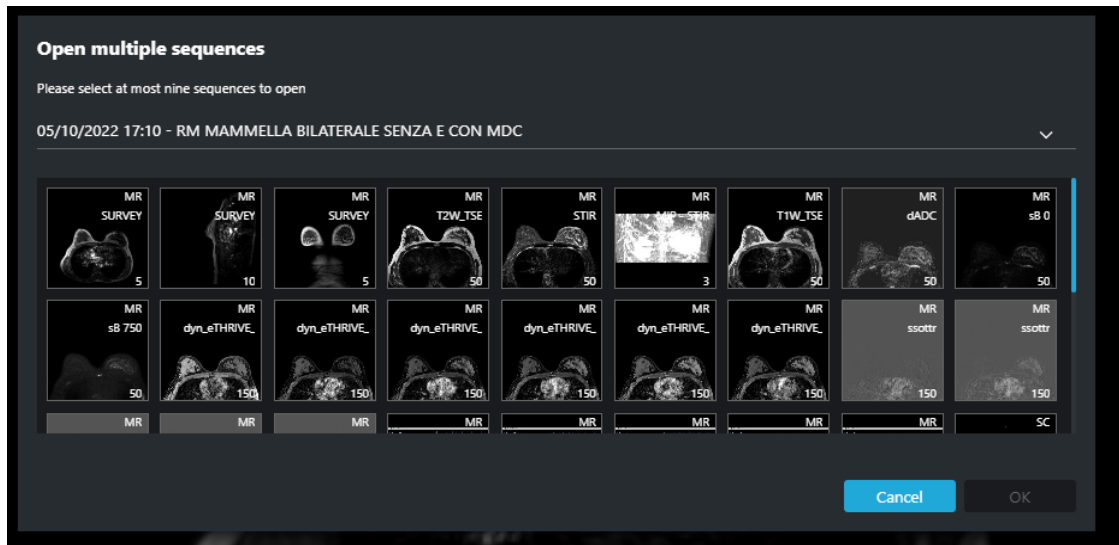 Open multiple sequences
Please select at most nine sequences to open
05/10/2022 17:10 - RM MAMMELLA BILATERALE SENZA E CON MDC
MR
SURVEY
5
MR
SURVEY
10
MR
SURVEY
5
MR
T2W_TSE
50
MR
STIR
50
MR
MIP - STIR
3
MR
T1W_TSE
50
MR
dADC
50
MR
sB 0
50
MR
sB 750
50
MR
dyn_eTHRIVE_
150
MR
dyn_eTHRIVE_
150
MR
dyn_eTHRIVE_
150
MR
dyn_eTHRIVE_
150
MR
dyn_eTHRIVE_
150
MR
dyn_eTHRIVE_
150
MR
ssottr
150
MR
ssottr
150
MR
MR
MR
MR
MR
MR
MR
MR
SC
Cancel
OK